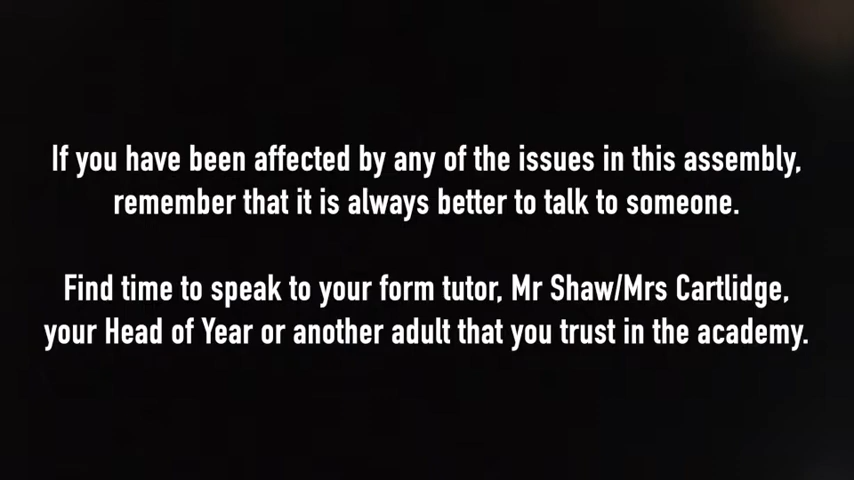 If you have been affected by any of the issues in this assembly,
remember that it is always better to talk to someone.
Find time to speak to your form tutor, Mr Shaw/Mrs Cartlidge,
your Head of Year or another adult that you trust in the academy.